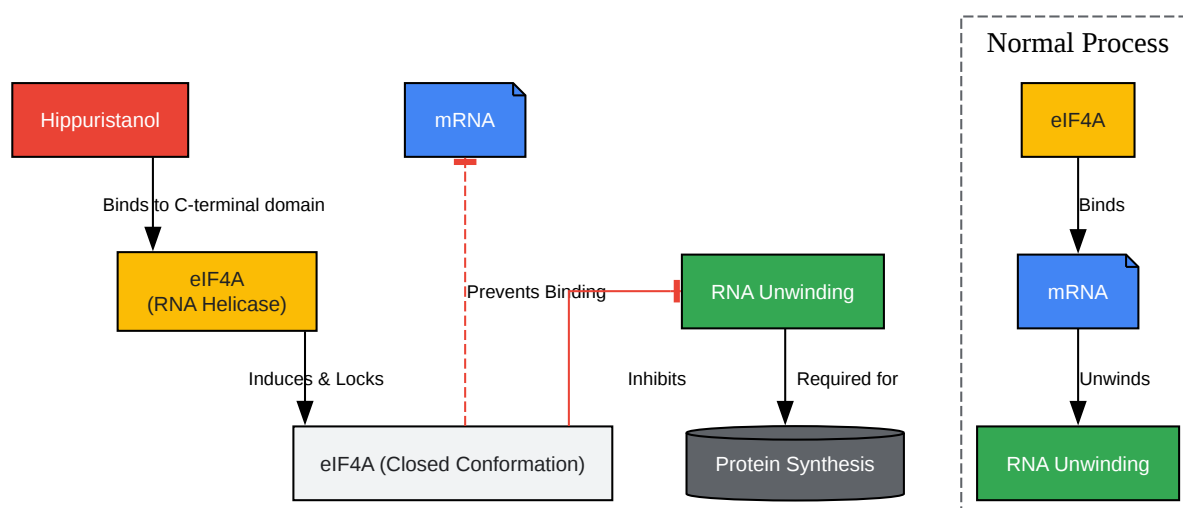 Normal Process
Hippuristanol
mRNA
eIF4A
Binds to C-terminal domain
Binds
eIF4A
(RNA Helicase)
Prevents Binding
RNA Unwinding
mRNA
Induces & Locks
Inhibits
Required for
Unwinds
eIF4A (Closed Conformation)
Protein Synthesis
RNA Unwinding